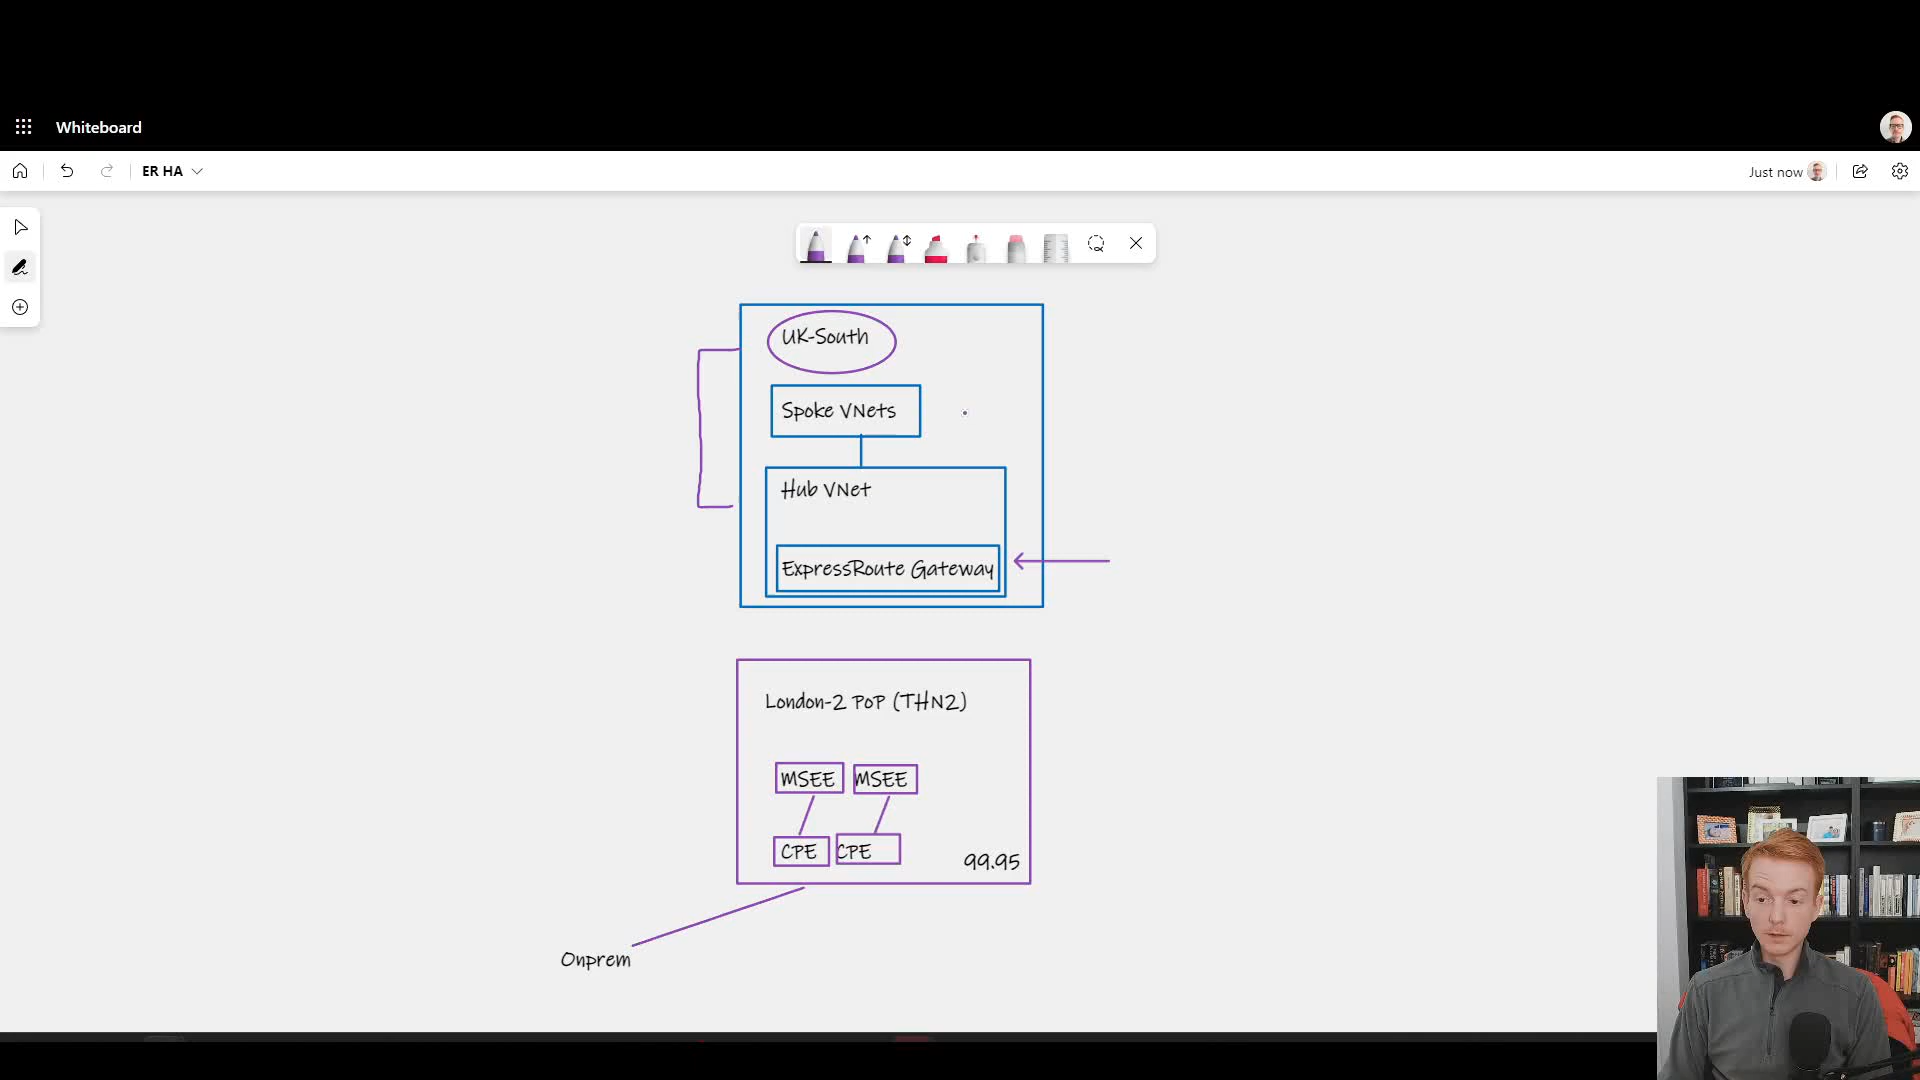 Whiteboard
ER HA
Just now
UK-South
Spoke VNets
Hub VNet
ExpressRoute Gateway
London-2 PoP (THN2)
MSEE MSEE
CPE CPE
99.95
Onprem